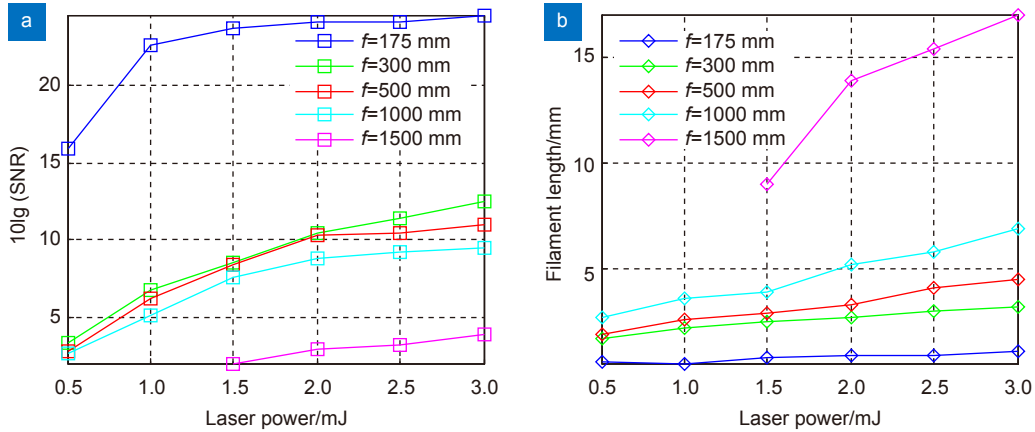 a
f=175 mm
f=300 mm
f=500 mm
f=1000 mm
f=1500 mm
20
15
10
5
0.5 1.0 1.5 2.0 2.5 3.0
10lg (SNR)
Laser power/mJ
b
f=175 mm
f=300 mm
f=500 mm
f=1000 mm
f=1500 mm
15
10
5
0.5 1.0 1.5 2.0 2.5 3.0
Filament length/mm
Laser power/mJ